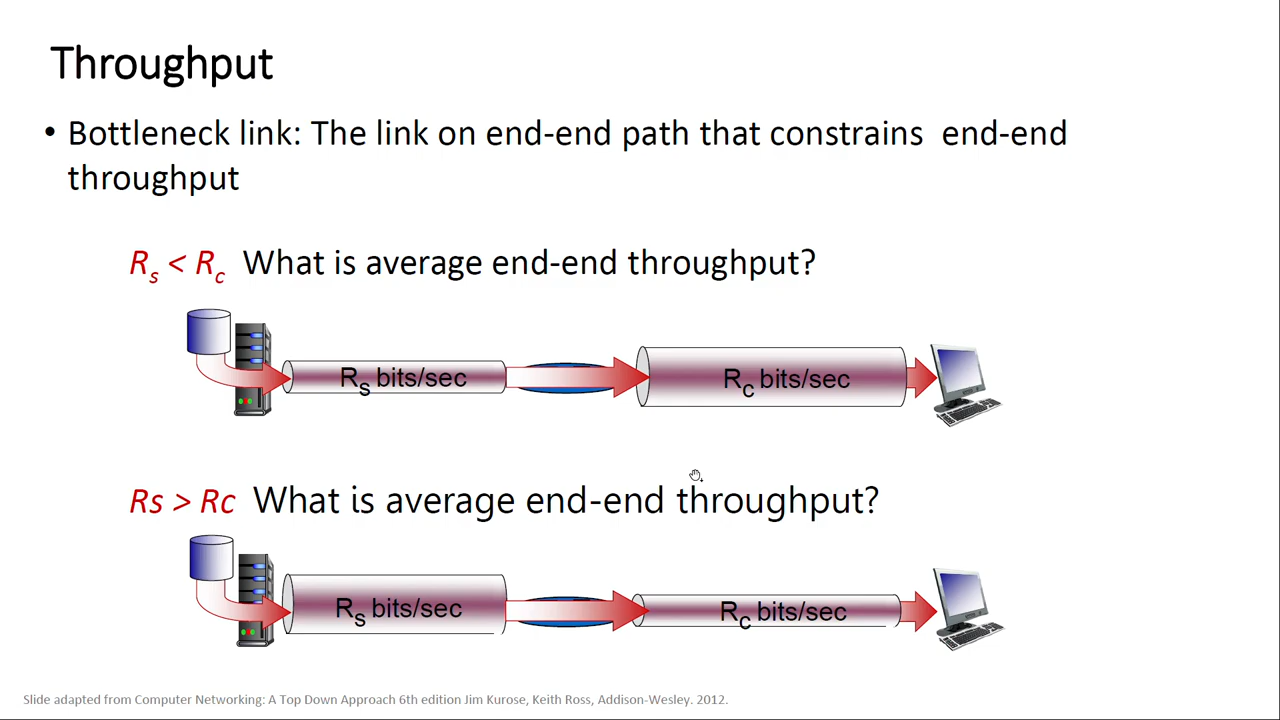 Throughput
• Bottleneck link: The link on end-end path that constrains end-end
throughput
Rs < Rc What is average end-end throughput?
Rs bits/sec
Rc bits/sec
Rs > Rc What is average end-end throughput?
Rs bits/sec
Rc bits/sec
Slide adapted from Computer Networking: A Top Down Approach 6th edition Jim Kurose, Keith Ross, Addison-Wesley. 2012.